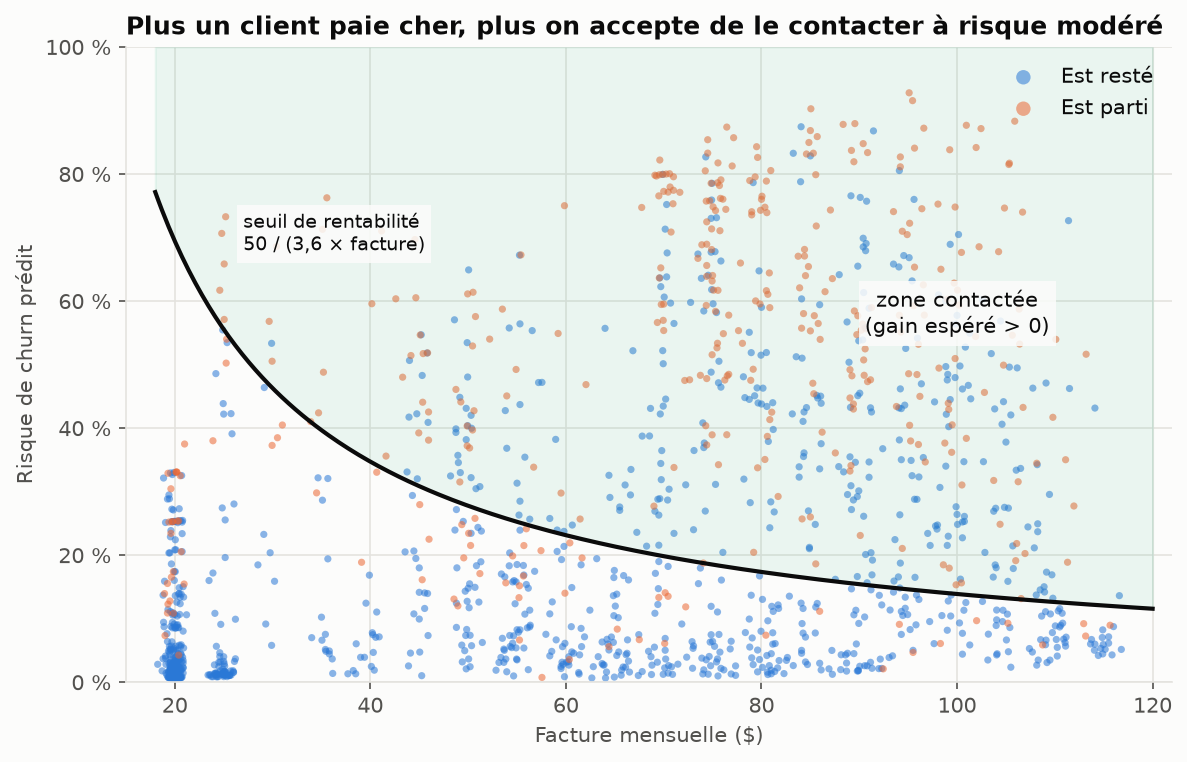 Plus un client paie cher, plus on accepte de le contacter à risque modéré
100 %
80 %
60 %
40 %
20 %
0 %
Risque de churn prédit
Est resté
Est parti
seuil de rentabilité
50 / (3,6 × facture)
zone contactée
(gain espéré > 0)
20
40
60
80
100
120
Facture mensuelle ($)